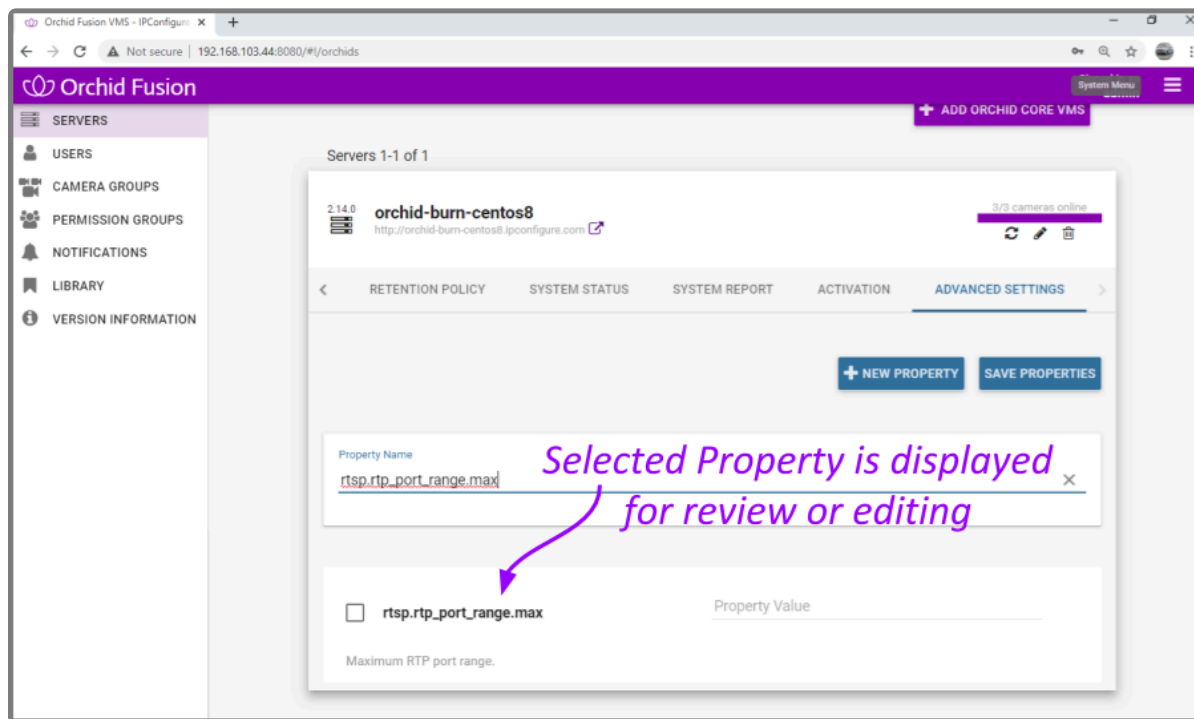 Orchid Fusion VMS - IPConfigure
Not secure | 192.168.103.44:8080/#!/orchids
Orchid Fusion
System Menu
SERVERS
ADD ORCHID CORE VMS
USERS
Servers 1-1 of 1
CAMERA GROUPS
PERMISSION GROUPS
NOTIFICATIONS
LIBRARY
VERSION INFORMATION
2.14.0
orchid-burn-centos8
3/3 cameras online
http://orchid-burn-centos8.ipconfigure.com
RETENTION POLICY SYSTEM STATUS SYSTEM REPORT ACTIVATION ADVANCED SETTINGS
NEW PROPERTY SAVE PROPERTIES
Property Name
rtsp.rtp_port_range.max
Selected Property is displayed
for review or editing
rtsp.rtp_port_range.max
Property Value
Maximum RTP port range.